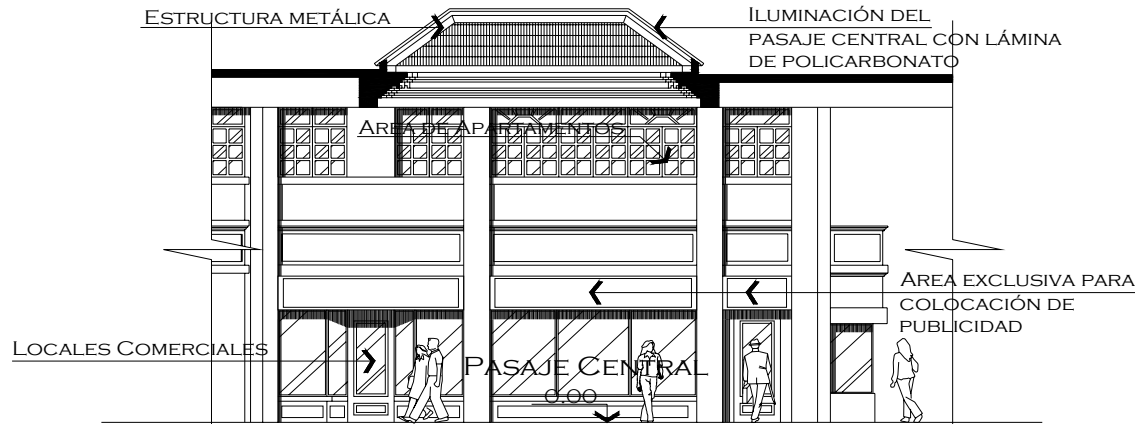 ESTRUCTURA METÁLICA
ILUMINACIÓN DEL
PASAJE CENTRAL CON LÁMINA
DE POLICARBONATO
AREA DE APARTAMENTOS
AREA EXCLUSIVA PARA
COLOCACIÓN DE
PUBLICIDAD
LOCALES COMERCIALES
PASAJE CENTRAL
0.00